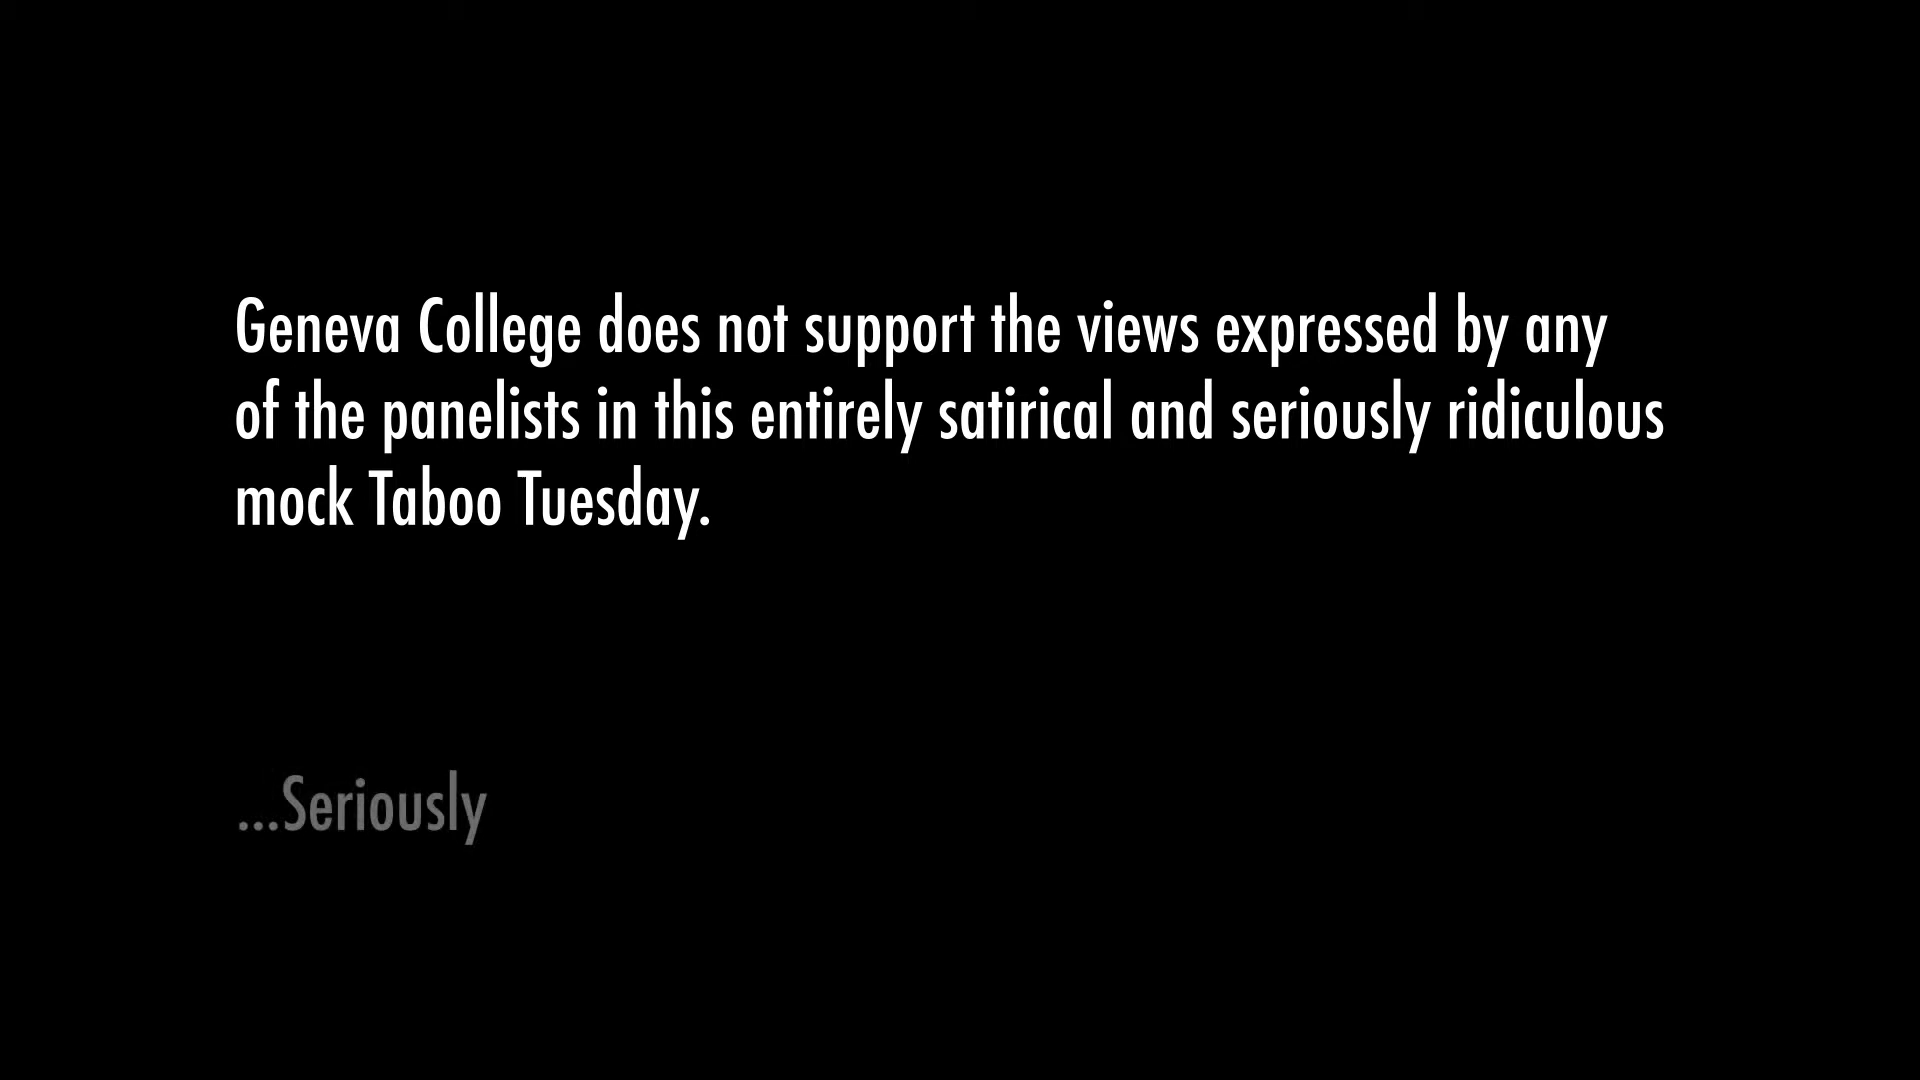 Geneva College does not support the views expressed by any
of the panelists in this entirely satirical and seriously ridiculous
mock Taboo Tuesday.
...Seriously